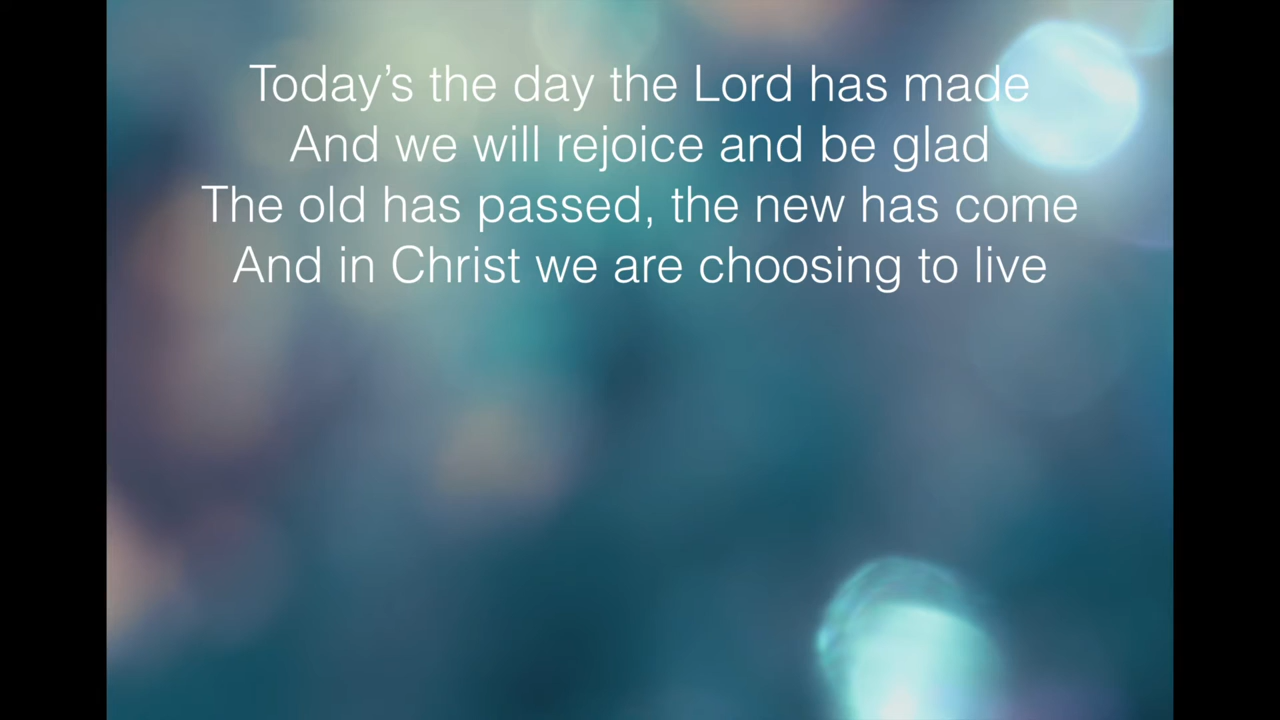 Today’s the day the Lord has made
And we will rejoice and be glad
The old has passed, the new has come
And in Christ we are choosing to live